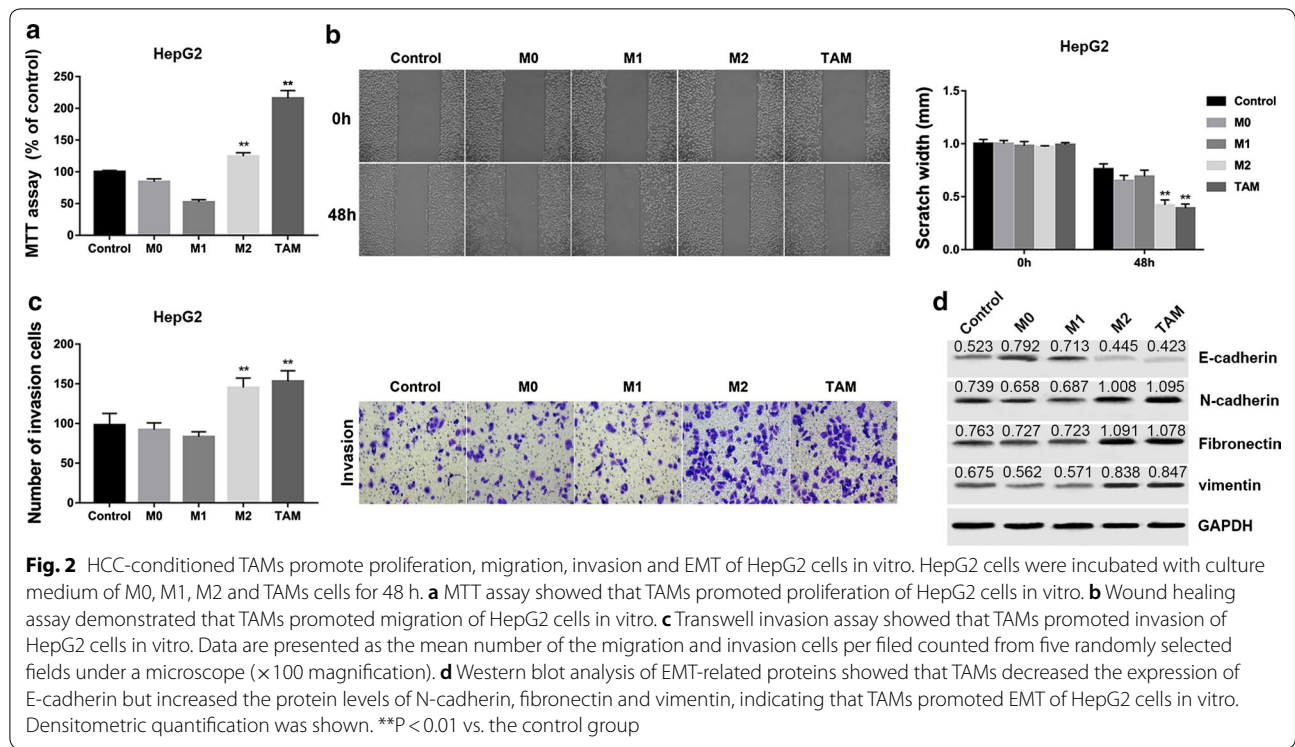 a
HepG2
MTT assay (% of control)
250
200
150
100
50
0
**
**
Control M0 M1 M2 TAM
b
Control M0 M1 M2 TAM
0h
48h
HepG2
Scratch width (mm)
1.5
1.0
0.5
0.0
** **
0h 48h
Control
M0
M1
M2
TAM
c
HepG2
Number of invasion cells
200
150
100
50
0
** **
Control M0 M1 M2 TAM
Control M0 M1 M2 TAM
Invasion
d
Control M0 M1 M2 TAM
0.523 0.792 0.713 0.445 0.423
E-cadherin
0.739 0.658 0.687 1.008 1.095
N-cadherin
0.763 0.727 0.723 1.091 1.078
Fibronectin
0.675 0.562 0.571 0.838 0.847
vimentin
GAPDH
Fig. 2 HCC-conditioned TAMs promote proliferation, migration, invasion and EMT of HepG2 cells in vitro. HepG2 cells were incubated with culture
medium of M0, M1, M2 and TAMs cells for 48 h. a MTT assay showed that TAMs promoted proliferation of HepG2 cells in vitro. b Wound healing
assay demonstrated that TAMs promoted migration of HepG2 cells in vitro. c Transwell invasion assay showed that TAMs promoted invasion of
HepG2 cells in vitro. Data are presented as the mean number of the migration and invasion cells per filed counted from five randomly selected
fields under a microscope (× 100 magnification). d Western blot analysis of EMT-related proteins showed that TAMs decreased the expression of
E-cadherin but increased the protein levels of N-cadherin, fibronectin and vimentin, indicating that TAMs promoted EMT of HepG2 cells in vitro.
Densitometric quantification was shown. **P < 0.01 vs. the control group